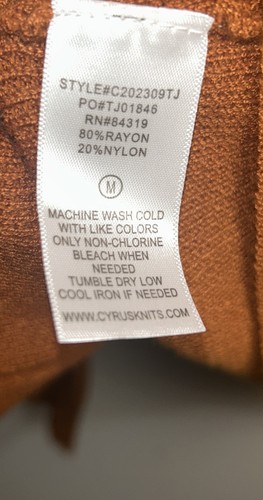 STYLE#C202309TJ
PO#TJ01846
RN#84319
80%RAYON
20%NYLON
M
MACHINE WASH COLD
WITH LIKE COLORS
ONLY NON-CHLORINE
BLEACH WHEN
NEEDED
TUMBLE DRY LOW
COOL IRON IF NEEDED
WWW.CYRUSKNITS.COM